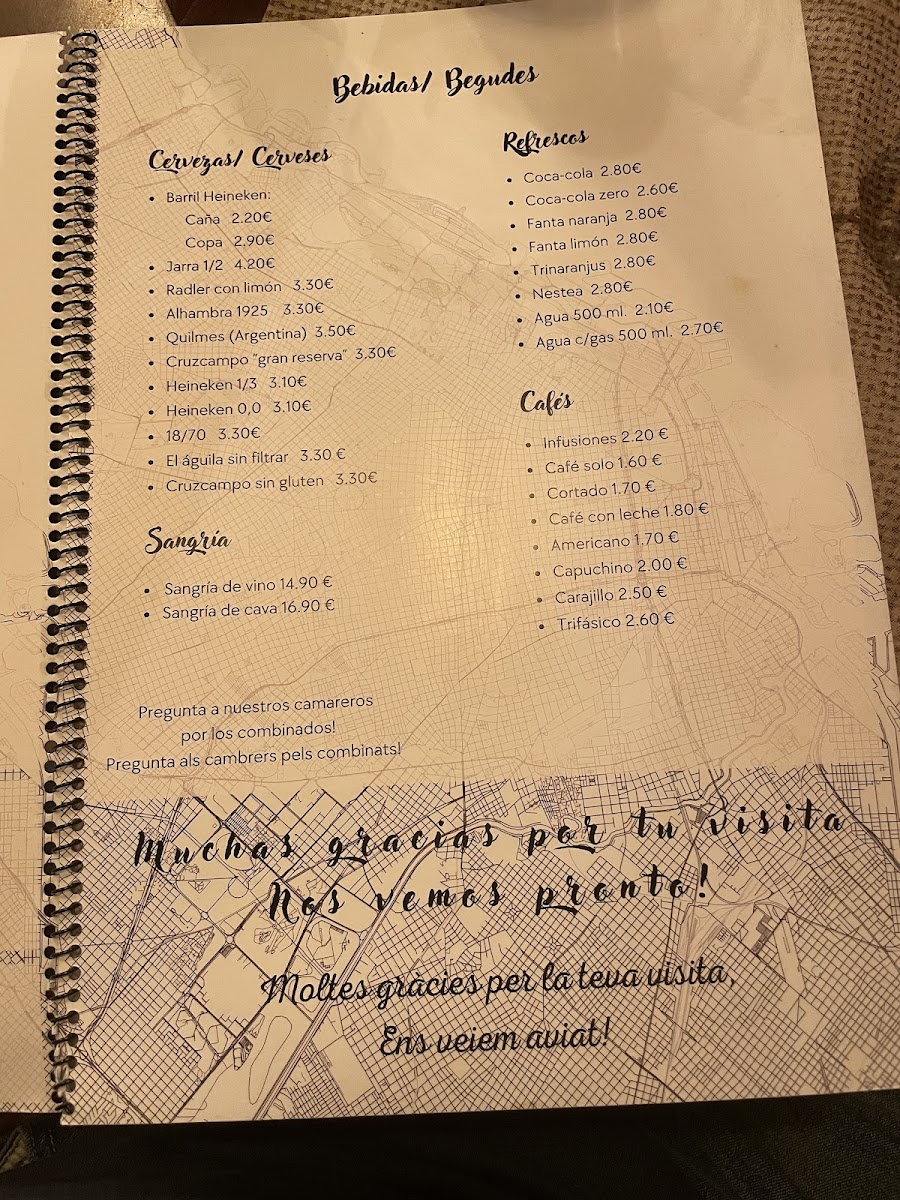 Bebidas/ Begudes
Cervezas/ Cerveses
• Barril Heineken:
Caña 2.20€
Copa 2.90€
• Jarra 1/2 4.20€
• Radler con limón 3.30€
• Alhambra 1925 3.30€
• Quilmes (Argentina) 3.50€
• Cruzcampo "gran reserva" 3.30€
• Heineken 1/3 3.10€
• Heineken 0,0 3.10€
• 18/70 3.30€
• El águila sin filtrar 3.30 €
• Cruzcampo sin gluten 3.30€
Sangría
• Sangría de vino 14.90 €
• Sangría de cava 16.90 €
Pregunta a nuestros camareros
por los combinados!
Pregunta als cambrers pels combinats!
Refrescos
• Coca-cola 2.80€
• Coca-cola zero 2.60€
• Fanta naranja 2.80€
• Fanta limón 2.80€
• Trinaranjus 2.80€
• Nestea 2.80€
• Agua 500 ml. 2.10€
• Agua c/gas 500 ml. 2.70€
Cafés
• Infusiones 2.20 €
• Café solo 1.60 €
• Cortado 1.70 €
• Café con leche 1.80 €
• Americano 1.70 €
• Capuchino 2.00 €
• Carajillo 2.50 €
• Trifásico 2.60 €
Muchas gracias por tu visita
Nos vemos pronto!
Moltes gràcies per la teva visita,
Ens veiem aviat!